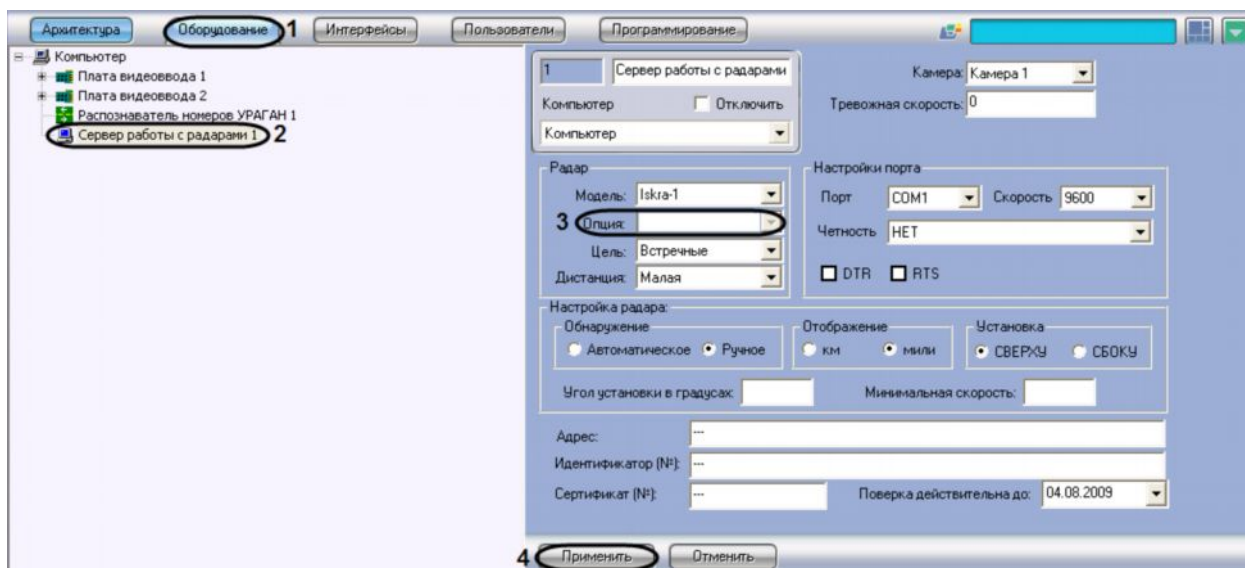 Архитектура Оборудование 1 Интерфейсы Пользователи Программирование
Компьютер
Плата видеоввода 1
Плата видеоввода 2
Распознаватель номеров УРАГАН 1
Сервер работы с радарами 1 2
1 Сервер работы с радарами
Компьютер Отключить
Компьютер
Камера: Камера 1
Тревожная скорость: 0
Радар
Модель: Iskra-1
3 Опция:
Цель: Встречные
Дистанция: Малая
Настройки порта
Порт COM1 Скорость 9600
Четность НЕТ
DTR RTS
Настройка радара:
Обнаружение
Автоматическое Ручное
Отображение
км мили
Установка
СВЕРХУ СБОКУ
Угол установки в градусах: Минимальная скорость:
Адрес: ---
Идентификатор (№): ---
Сертификат (№): --- Поверка действительна до: 04.08.2009
4 Применить Отменить